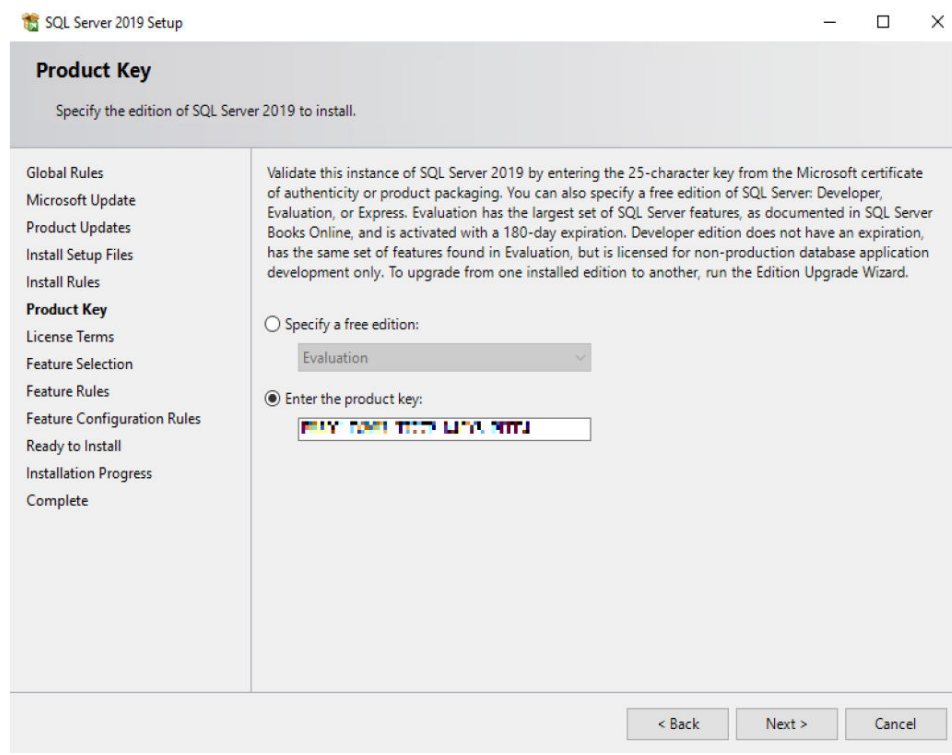 SQL Server 2019 Setup
Product Key
Specify the edition of SQL Server 2019 to install.
Global Rules
Microsoft Update
Product Updates
Install Setup Files
Install Rules
Product Key
License Terms
Feature Selection
Feature Rules
Feature Configuration Rules
Ready to Install
Installation Progress
Complete
Validate this instance of SQL Server 2019 by entering the 25-character key from the Microsoft certificate
of authenticity or product packaging. You can also specify a free edition of SQL Server: Developer,
Evaluation, or Express. Evaluation has the largest set of SQL Server features, as documented in SQL Server
Books Online, and is activated with a 180-day expiration. Developer edition does not have an expiration,
has the same set of features found in Evaluation, but is licensed for non-production database application
development only. To upgrade from one installed edition to another, run the Edition Upgrade Wizard.
Specify a free edition:
Evaluation
Enter the product key:
< Back
Next >
Cancel